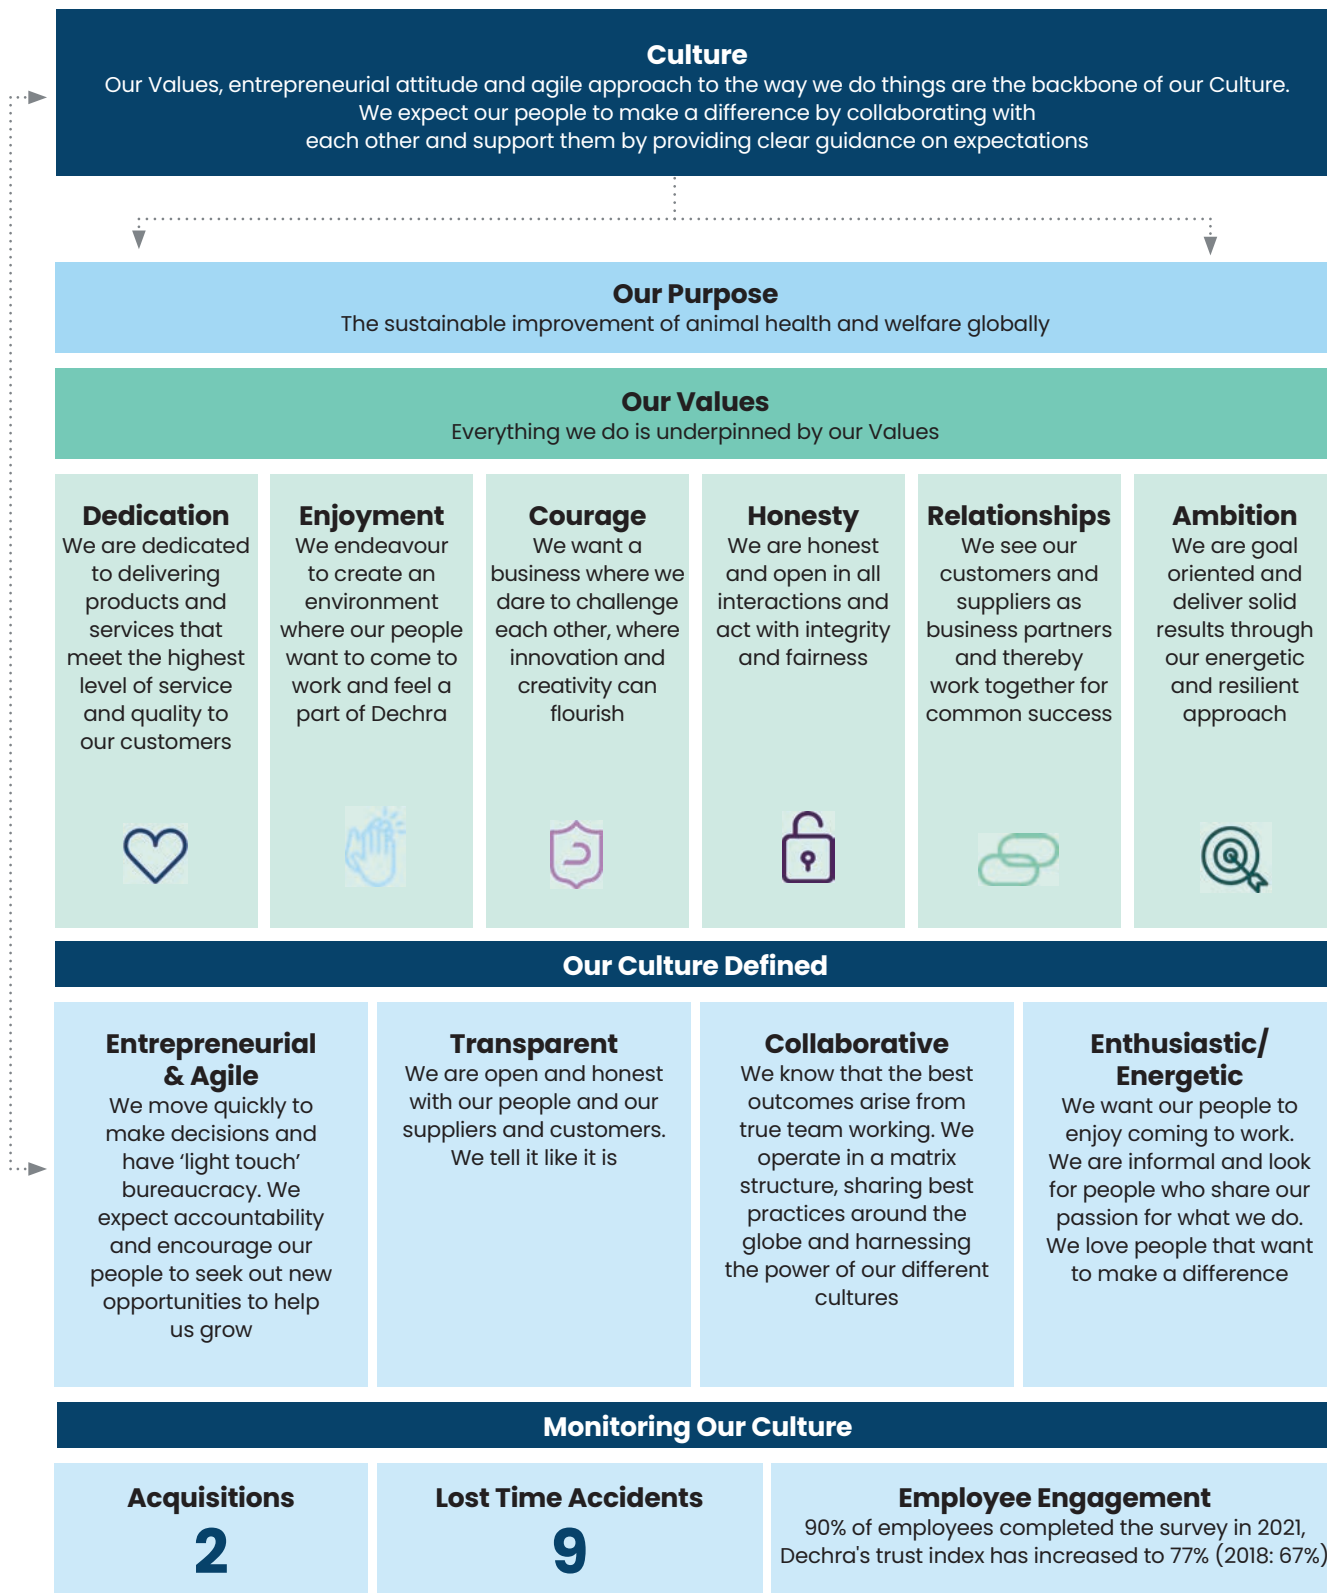 Culture
Our Values, entrepreneurial attitude and agile approach to the way we do things are the backbone of our Culture.
We expect our people to make a difference by collaborating with
each other and support them by providing clear guidance on expectations
Our Purpose
The sustainable improvement of animal health and welfare globally
Our Values
Everything we do is underpinned by our Values
Dedication
We are dedicated
to delivering
products and
services that
meet the highest
level of service
and quality to
our customers
Enjoyment
We endeavour
to create an
environment
where our people
want to come to
work and feel a
part of Dechra
Courage
We want a
business where we
dare to challenge
each other, where
innovation and
creativity can
flourish
Honesty
We are honest
and open in all
interactions and
act with integrity
and fairness
Relationships
We see our
customers and
suppliers as
business partners
and thereby
work together for
common success
Ambition
We are goal
oriented and
deliver solid
results through
our energetic
and resilient
approach
Our Culture Defined
Entrepreneurial
& Agile
We move quickly to
make decisions and
have ‘light touch’
bureaucracy. We
expect accountability
and encourage our
people to seek out new
opportunities to help
us grow
Transparent
We are open and honest
with our people and our
suppliers and customers.
We tell it like it is
Collaborative
We know that the best
outcomes arise from
true team working. We
operate in a matrix
structure, sharing best
practices around the
globe and harnessing
the power of our different
cultures
Enthusiastic/
Energetic
We want our people to
enjoy coming to work.
We are informal and look
for people who share our
passion for what we do.
We love people that want
to make a difference
Monitoring Our Culture
Acquisitions
2
Lost Time Accidents
9
Employee Engagement
90% of employees completed the survey in 2021,
Dechra's trust index has increased to 77% (2018: 67%)